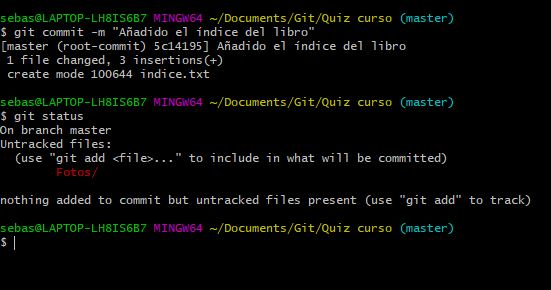 sebas@LAPTOP-LH8IS6B7 MINGW64 ~/Documents/Git/Quiz curso (master)
$ git commit -m "Añadido el índice del libro"
[master (root-commit) 5c14195] Añadido el índice del libro
 1 file changed, 3 insertions(+)
 create mode 100644 indice.txt
sebas@LAPTOP-LH8IS6B7 MINGW64 ~/Documents/Git/Quiz curso (master)
$ git status
On branch master
Untracked files:
  (use "git add <file>..." to include in what will be committed)
        Fotos/
nothing added to commit but untracked files present (use "git add" to track)
sebas@LAPTOP-LH8IS6B7 MINGW64 ~/Documents/Git/Quiz curso (master)
$